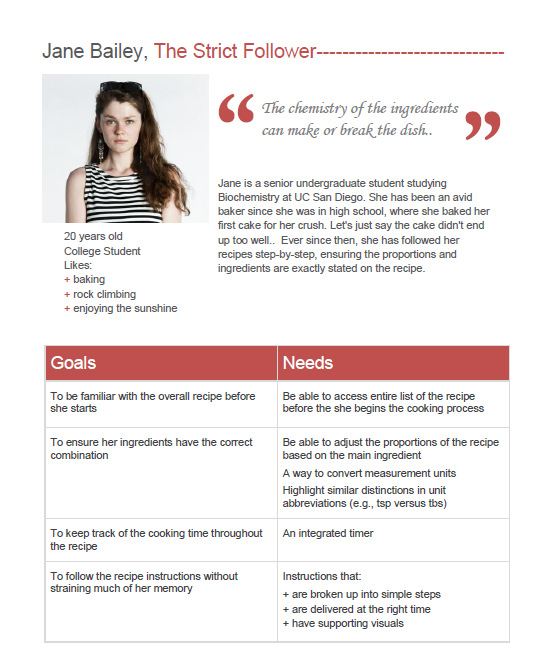 Jane Bailey, The Strict Follower-----------------------------
“ The chemistry of the ingredients
can make or break the dish.. ”
Jane is a senior undergraduate student studying
Biochemistry at UC San Diego. She has been an avid
baker since she was in high school, where she baked her
first cake for her crush. Let's just say the cake didn't end
up too well.. Ever since then, she has followed her
recipes step-by-step, ensuring the proportions and
ingredients are exactly stated on the recipe.
20 years old
College Student
Likes:
+ baking
+ rock climbing
+ enjoying the sunshine
Goals
Needs
To be familiar with the overall recipe before
she starts
Be able to access entire list of the recipe
before the she begins the cooking process
To ensure her ingredients have the correct
combination
Be able to adjust the proportions of the recipe
based on the main ingredient
A way to convert measurement units
Highlight similar distinctions in unit
abbreviations (e.g., tsp versus tbs)
To keep track of the cooking time throughout
the recipe
An integrated timer
To follow the recipe instructions without
straining much of her memory
Instructions that:
+ are broken up into simple steps
+ are delivered at the right time
+ have supporting visuals